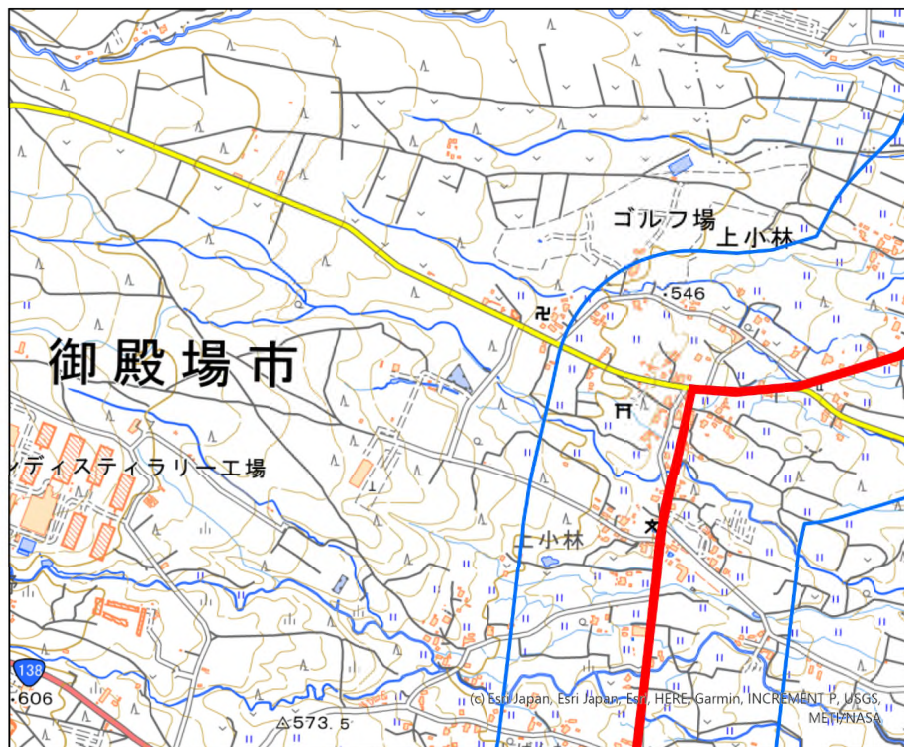 ゴルフ場
上小林
・546
御殿場市
ンディスティラリー工場
上小林
138
・606
573.5
(c) Esri Japan, Esri Japan, Esri, HERE, Garmin, INCREMENT P, USGS,
METI/NASA